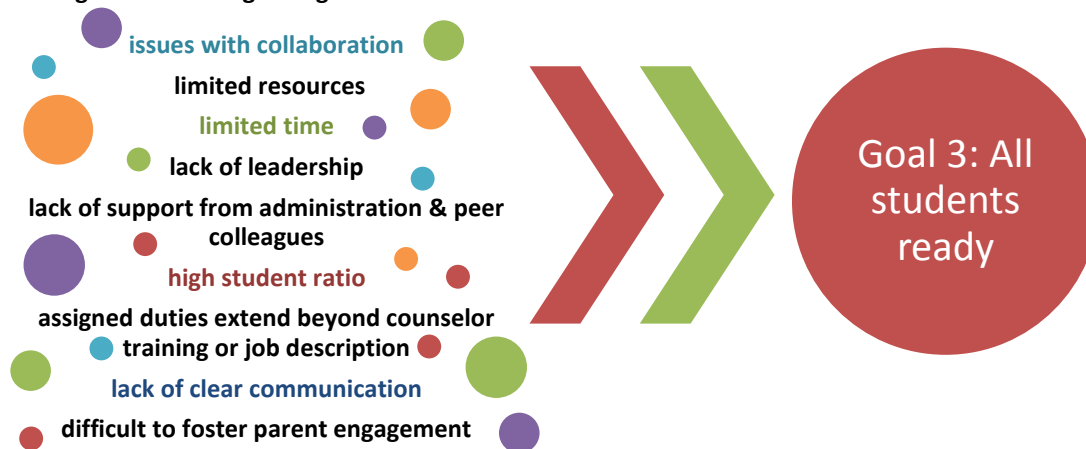 issues with collaboration
limited resources
limited time
lack of leadership
lack of support from administration & peer
colleagues
high student ratio
assigned duties extend beyond counselor
training or job description
lack of clear communication
difficult to foster parent engagement
Goal 3: All
students
ready